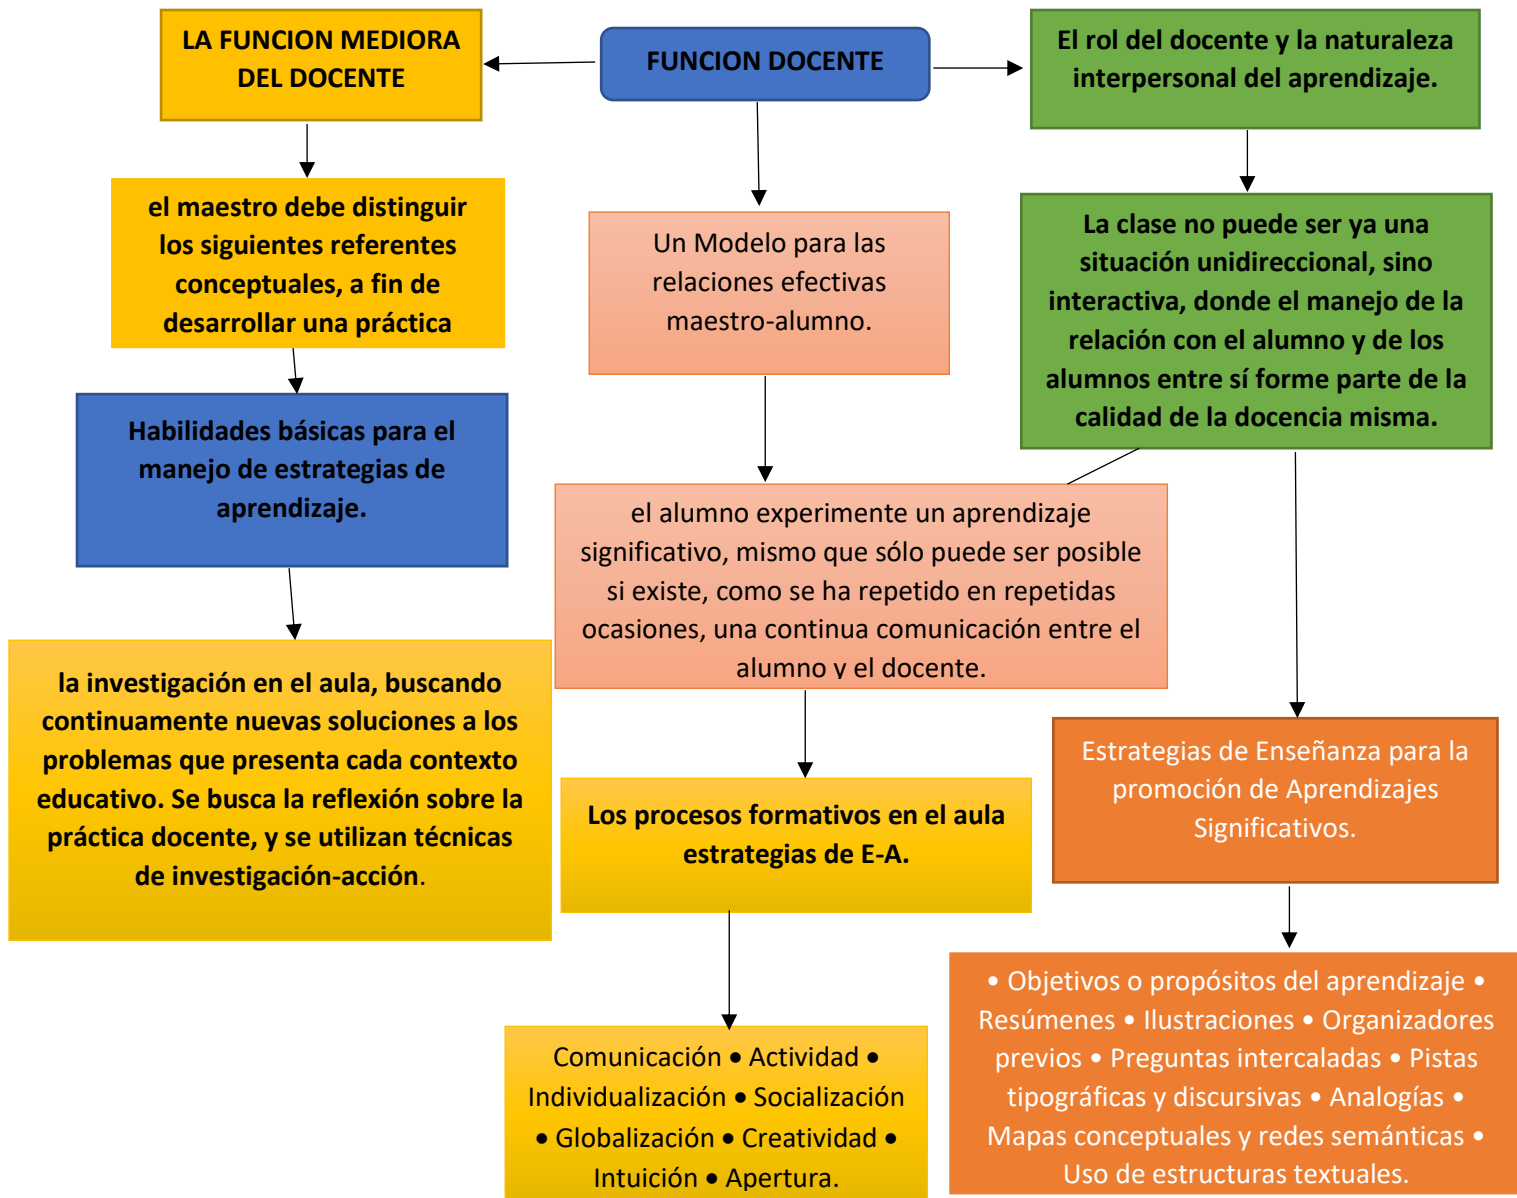 LA FUNCION MEDIORA
DEL DOCENTE
FUNCION DOCENTE
El rol del docente y la naturaleza
interpersonal del aprendizaje.
el maestro debe distinguir
los siguientes referentes
conceptuales, a fin de
desarrollar una práctica
Un Modelo para las
relaciones efectivas
maestro-alumno.
La clase no puede ser ya una
situación unidireccional, sino
interactiva, donde el manejo de la
relación con el alumno y de los
alumnos entre sí forme parte de la
calidad de la docencia misma.
Habilidades básicas para el
manejo de estrategias de
aprendizaje.
el alumno experimente un aprendizaje
significativo, mismo que sólo puede ser posible
si existe, como se ha repetido en repetidas
ocasiones, una continua comunicación entre el
alumno y el docente.
la investigación en el aula, buscando
continuamente nuevas soluciones a los
problemas que presenta cada contexto
educativo. Se busca la reflexión sobre la
práctica docente, y se utilizan técnicas
de investigación-acción.
Los procesos formativos en el aula
estrategias de E-A.
Estrategias de Enseñanza para la
promoción de Aprendizajes
Significativos.
Comunicación • Actividad •
Individualización • Socialización
• Globalización • Creatividad •
Intuición • Apertura.
• Objetivos o propósitos del aprendizaje •
Resúmenes • Ilustraciones • Organizadores
previos • Preguntas intercaladas • Pistas
tipográficas y discursivas • Analogías •
Mapas conceptuales y redes semánticas •
Uso de estructuras textuales.